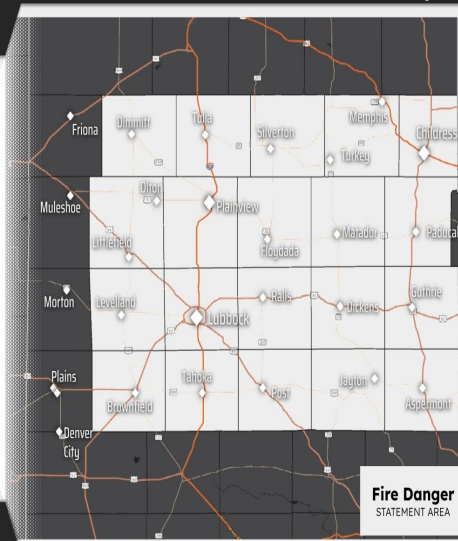 Friona
Dimmitt
Tulia
Silverton
Memphis
Turkey
Childress
Muleshoe
Olton
Plainview
Littlefield
Floydada
Matador
Paducah
Morton
Levelland
Lubbock
Ralls
Dickens
Guthrie
Plains
Brownfield
Tahoka
Post
Jayton
Aspermont
Denver
City
Fire Danger
STATEMENT AREA